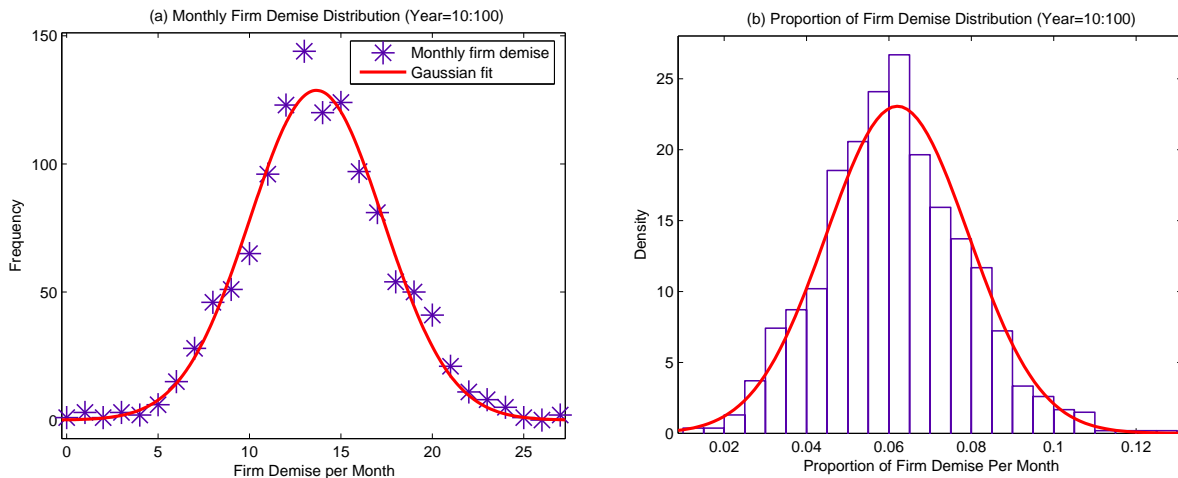 (a) Monthly Firm Demise Distribution (Year=10:100)
150
100
50
0
Frequency
Monthly firm demise
Gaussian fit
0 5 10 15 20 25
Firm Demise per Month
(b) Proportion of Firm Demise Distribution (Year=10:100)
25
20
15
10
5
0
Density
0.02 0.04 0.06 0.08 0.1 0.12
Proportion of Firm Demise Per Month